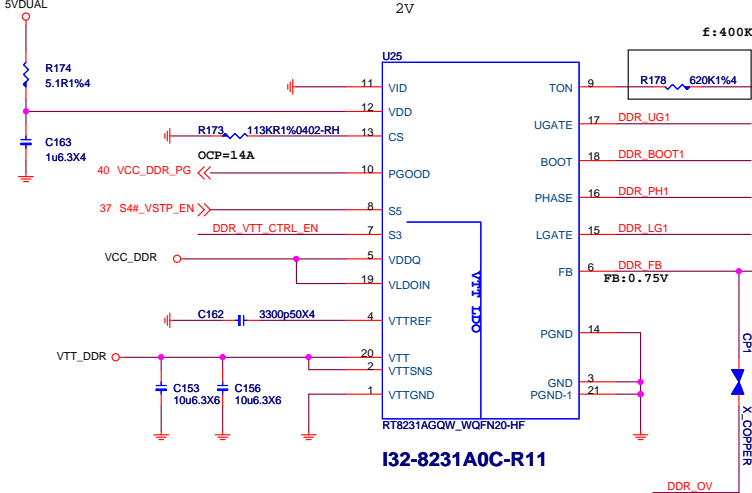 5VDUAL
2V
f:400K
U25
R174
5.1R1%4
11 VID
TON 9
R178 620K1%4
12 VDD
R173 113KR1%0402-RH
13 CS
UGATE 17 DDR_UG1
C163
1u6.3X4
OCP=14A
BOOT 18 DDR_BOOT1
40 VCC_DDR_PG
10 PGOOD
PHASE 16 DDR_PH1
37 S4#_VSTP_EN
8 S5
DDR_VTT_CTRL_EN
7 S3
LGATE 15 DDR_LG1
VCC_DDR
5 VDDQ
FB 6 DDR_FB
FB:0.75V
19 VLDOIN
VTT LDO
C162 3300p50X4
4 VTTREF
PGND 14
CP1
VTT_DDR
20 VTT
2 VTTSNS
GND 3
C153
10u6.3X6
C156
10u6.3X6
1 VTTGND
PGND-1 21
X_COPPER
RT8231AGQW_WQFN20-HF
I32-8231A0C-R11
DDR_OV